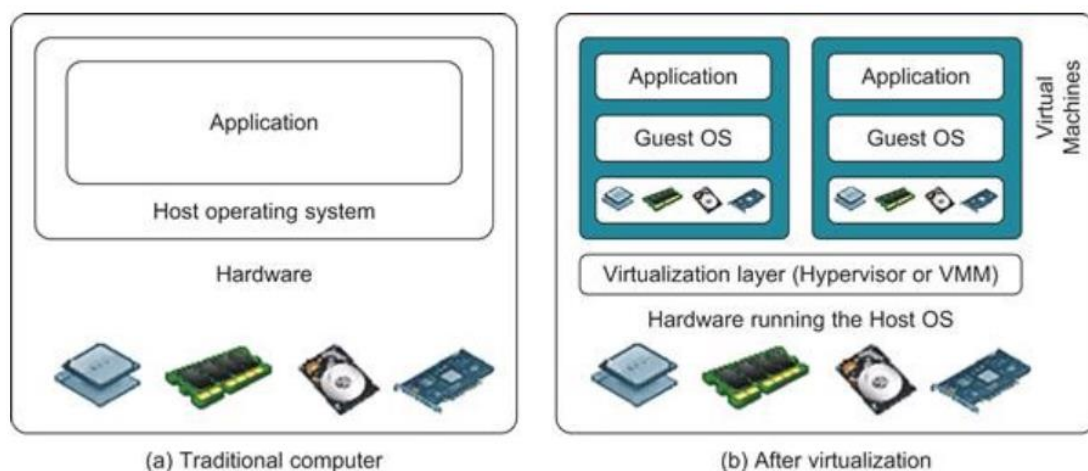 Application
Host operating system
Hardware
(a) Traditional computer
Application
Guest OS
Application
Guest OS
Virtual
Machines
Virtualization layer (Hypervisor or VMM)
Hardware running the Host OS
(b) After virtualization